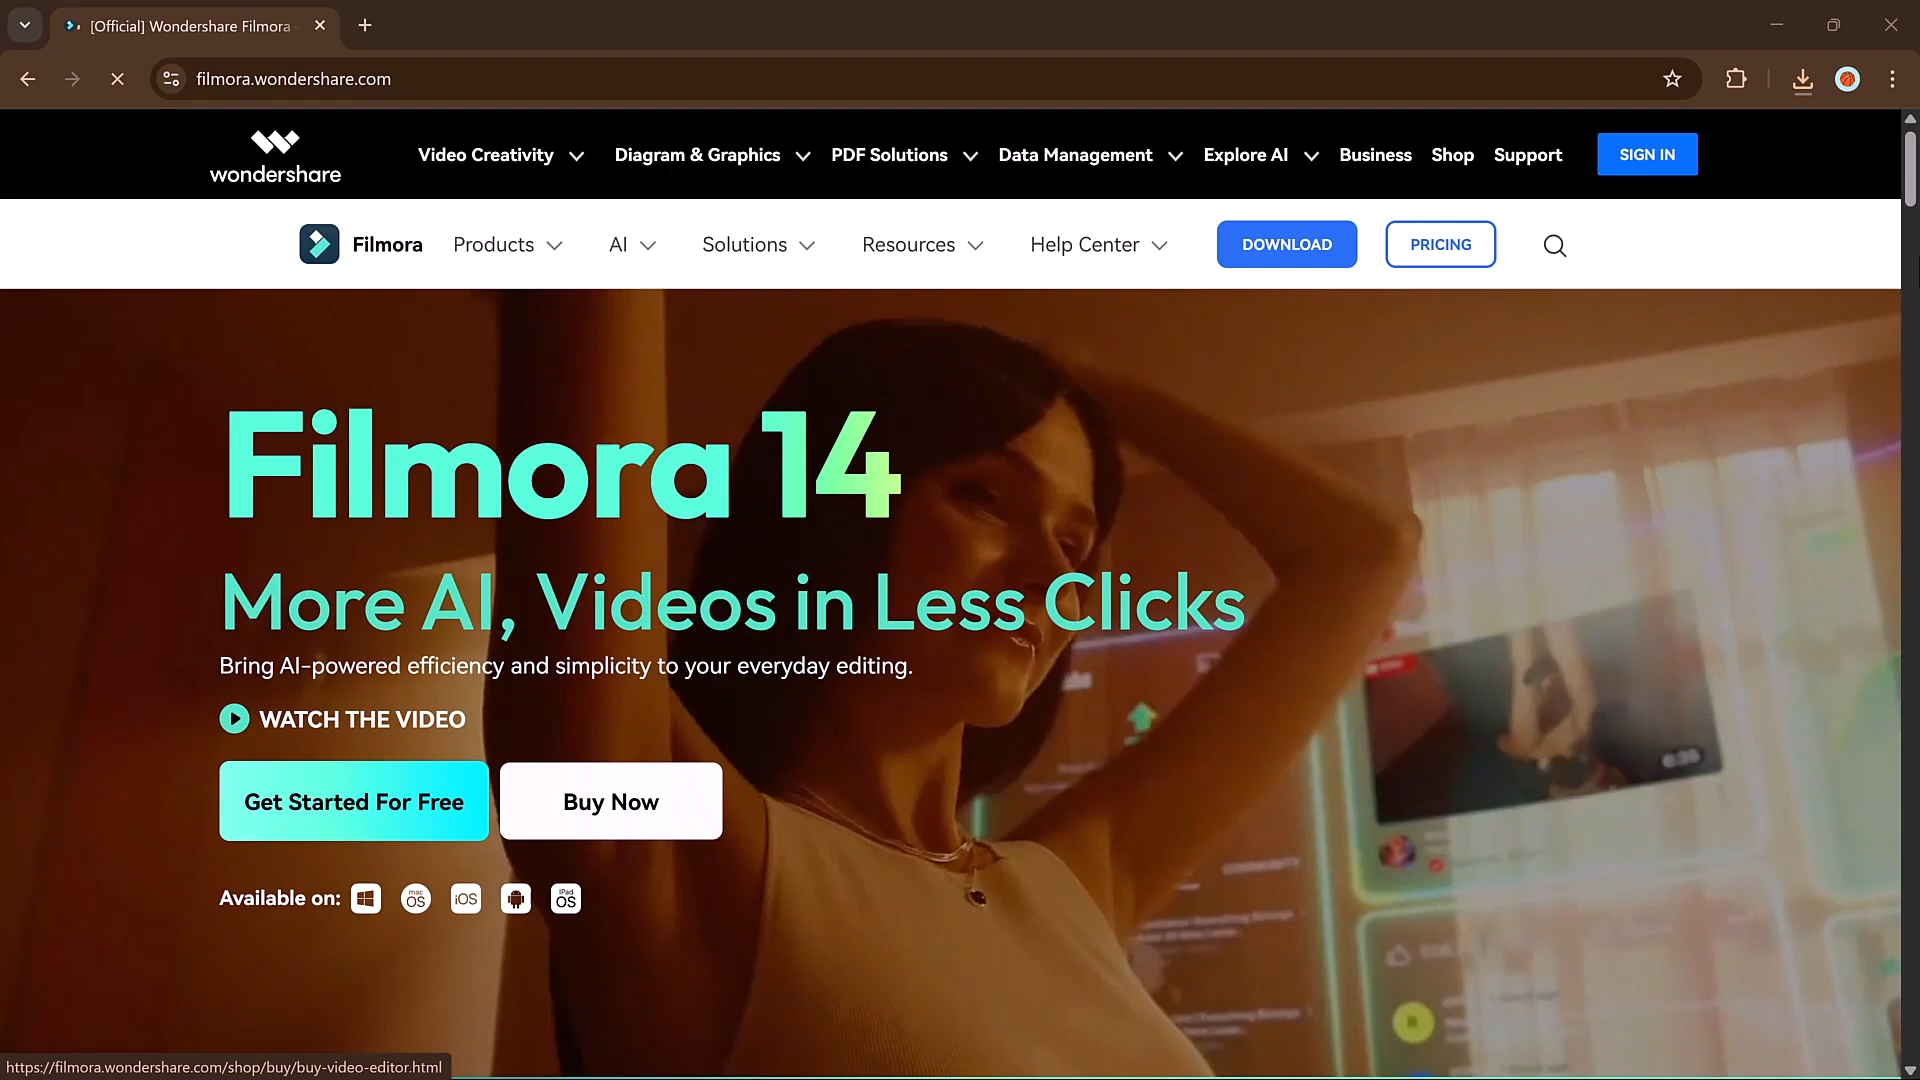 [Official] Wondershare Filmora -
filmora.wondershare.com
wondershare
Video Creativity
Diagram & Graphics
PDF Solutions
Data Management
Explore AI
Business
Shop
Support
SIGN IN
Filmora
Products
AI
Solutions
Resources
Help Center
DOWNLOAD
PRICING
Filmora 14
More AI, Videos in Less Clicks
Bring AI-powered efficiency and simplicity to your everyday editing.
WATCH THE VIDEO
Get Started For Free
Buy Now
Available on:
mac
OS
iOS
iPad
OS
https://filmora.wondershare.com/shop/buy/buy-video-editor.html